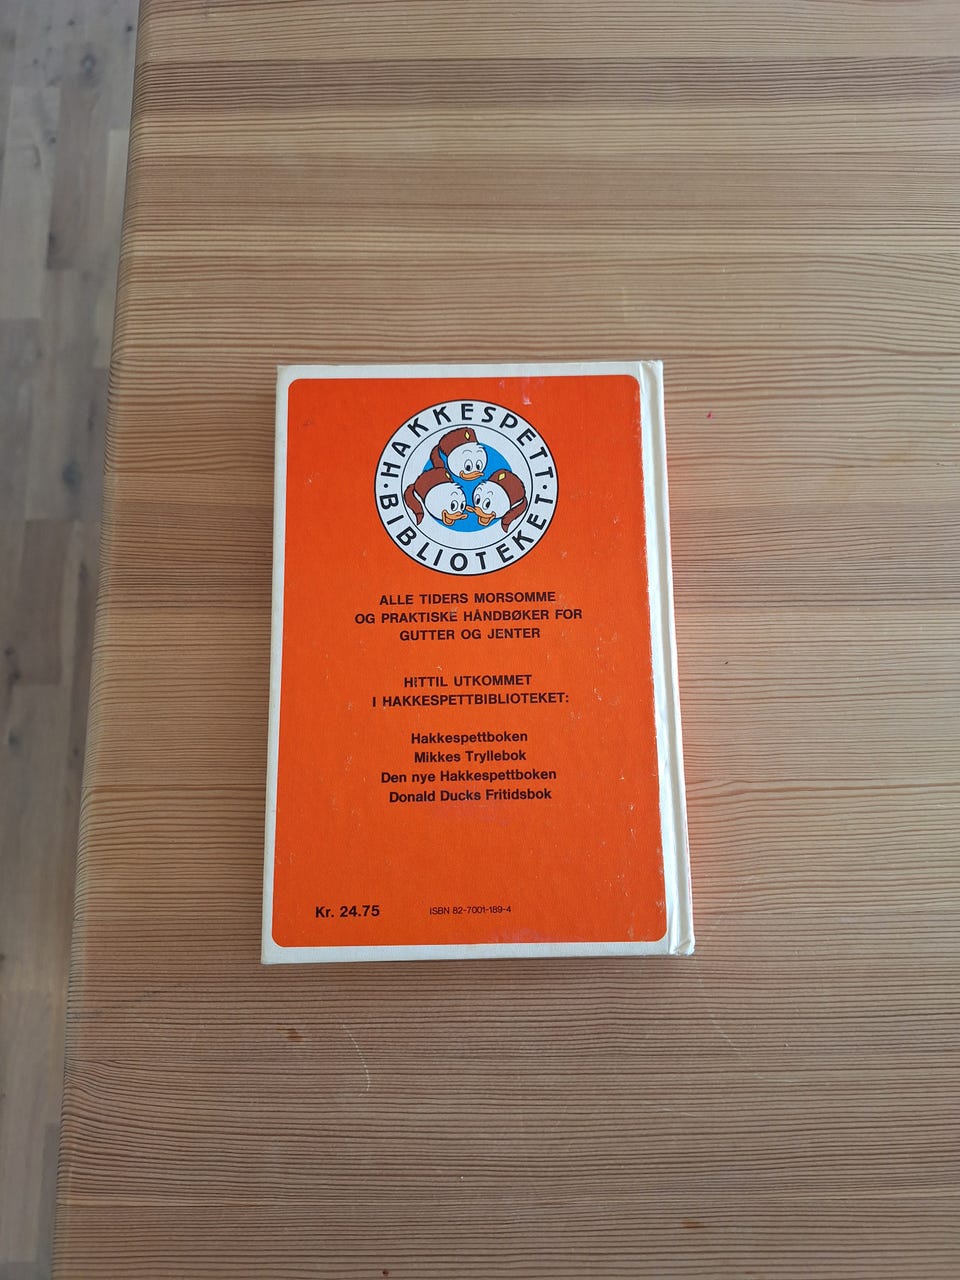 HAKKESPETT
BIBLIOTEKET
ALLE TIDERS MORSOMME
OG PRAKTISKE HÅNDBØKER FOR
GUTTER OG JENTER
HITTIL UTKOMMET
I HAKKESPETTBIBLIOTEKET:
Hakkespettboken
Mikkes Tryllebok
Den nye Hakkespettboken
Donald Ducks Fritidsbok
Kr. 24.75 ISBN 82-7001-189-4